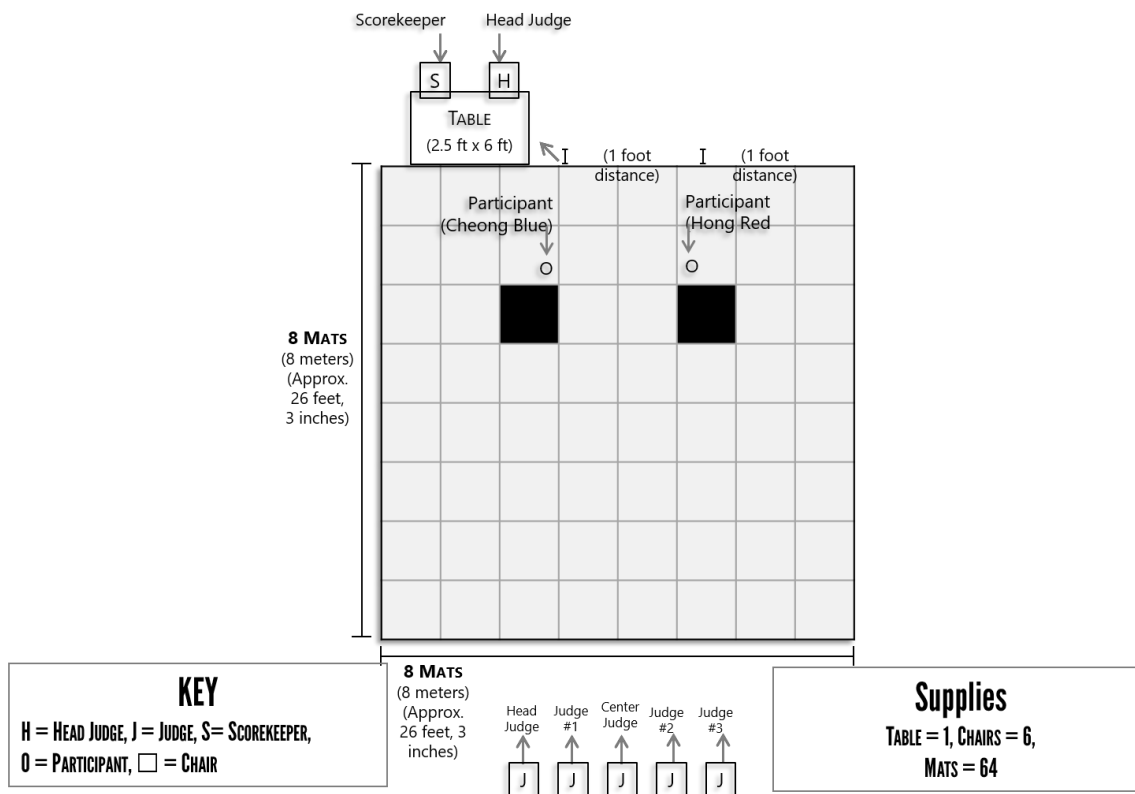 Scorekeeper
Head Judge
S
H
TABLE
(2.5 ft x 6 ft)
(1 foot
distance)
(1 foot
distance)
Participant
(Cheong Blue)
Participant
(Hong Red
O
O
8 MATS
(8 meters)
(Approx.
26 feet,
3 inches)
8 MATS
(8 meters)
(Approx.
26 feet, 3
inches)
Head
Judge
Judge
#1
Center
Judge
Judge
#2
Judge
#3
J
J
J
J
J
KEY
H = HEAD JUDGE, J = JUDGE, S= SCOREKEEPER,
O = PARTICIPANT, □ = CHAIR
Supplies
TABLE = 1, CHAIRS = 6,
MATS = 64